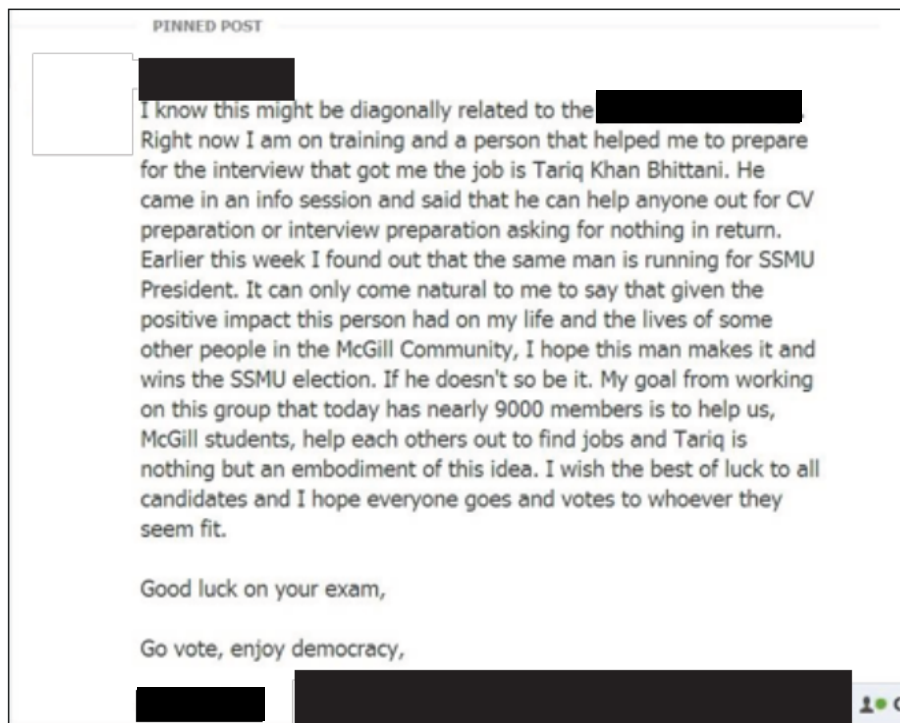 PINNED POST
I know this might be diagonally related to the
Right now I am on training and a person that helped me to prepare
for the interview that got me the job is Tariq Khan Bhittani. He
came in an info session and said that he can help anyone out for CV
preparation or interview preparation asking for nothing in return.
Earlier this week I found out that the same man is running for SSMU
President. It can only come natural to me to say that given the
positive impact this person had on my life and the lives of some
other people in the McGill Community, I hope this man makes it and
wins the SSMU election. If he doesn't so be it. My goal from working
on this group that today has nearly 9000 members is to help us,
McGill students, help each others out to find jobs and Tariq is
nothing but an embodiment of this idea. I wish the best of luck to all
candidates and I hope everyone goes and votes to whoever they
seem fit.
Good luck on your exam,
Go vote, enjoy democracy,